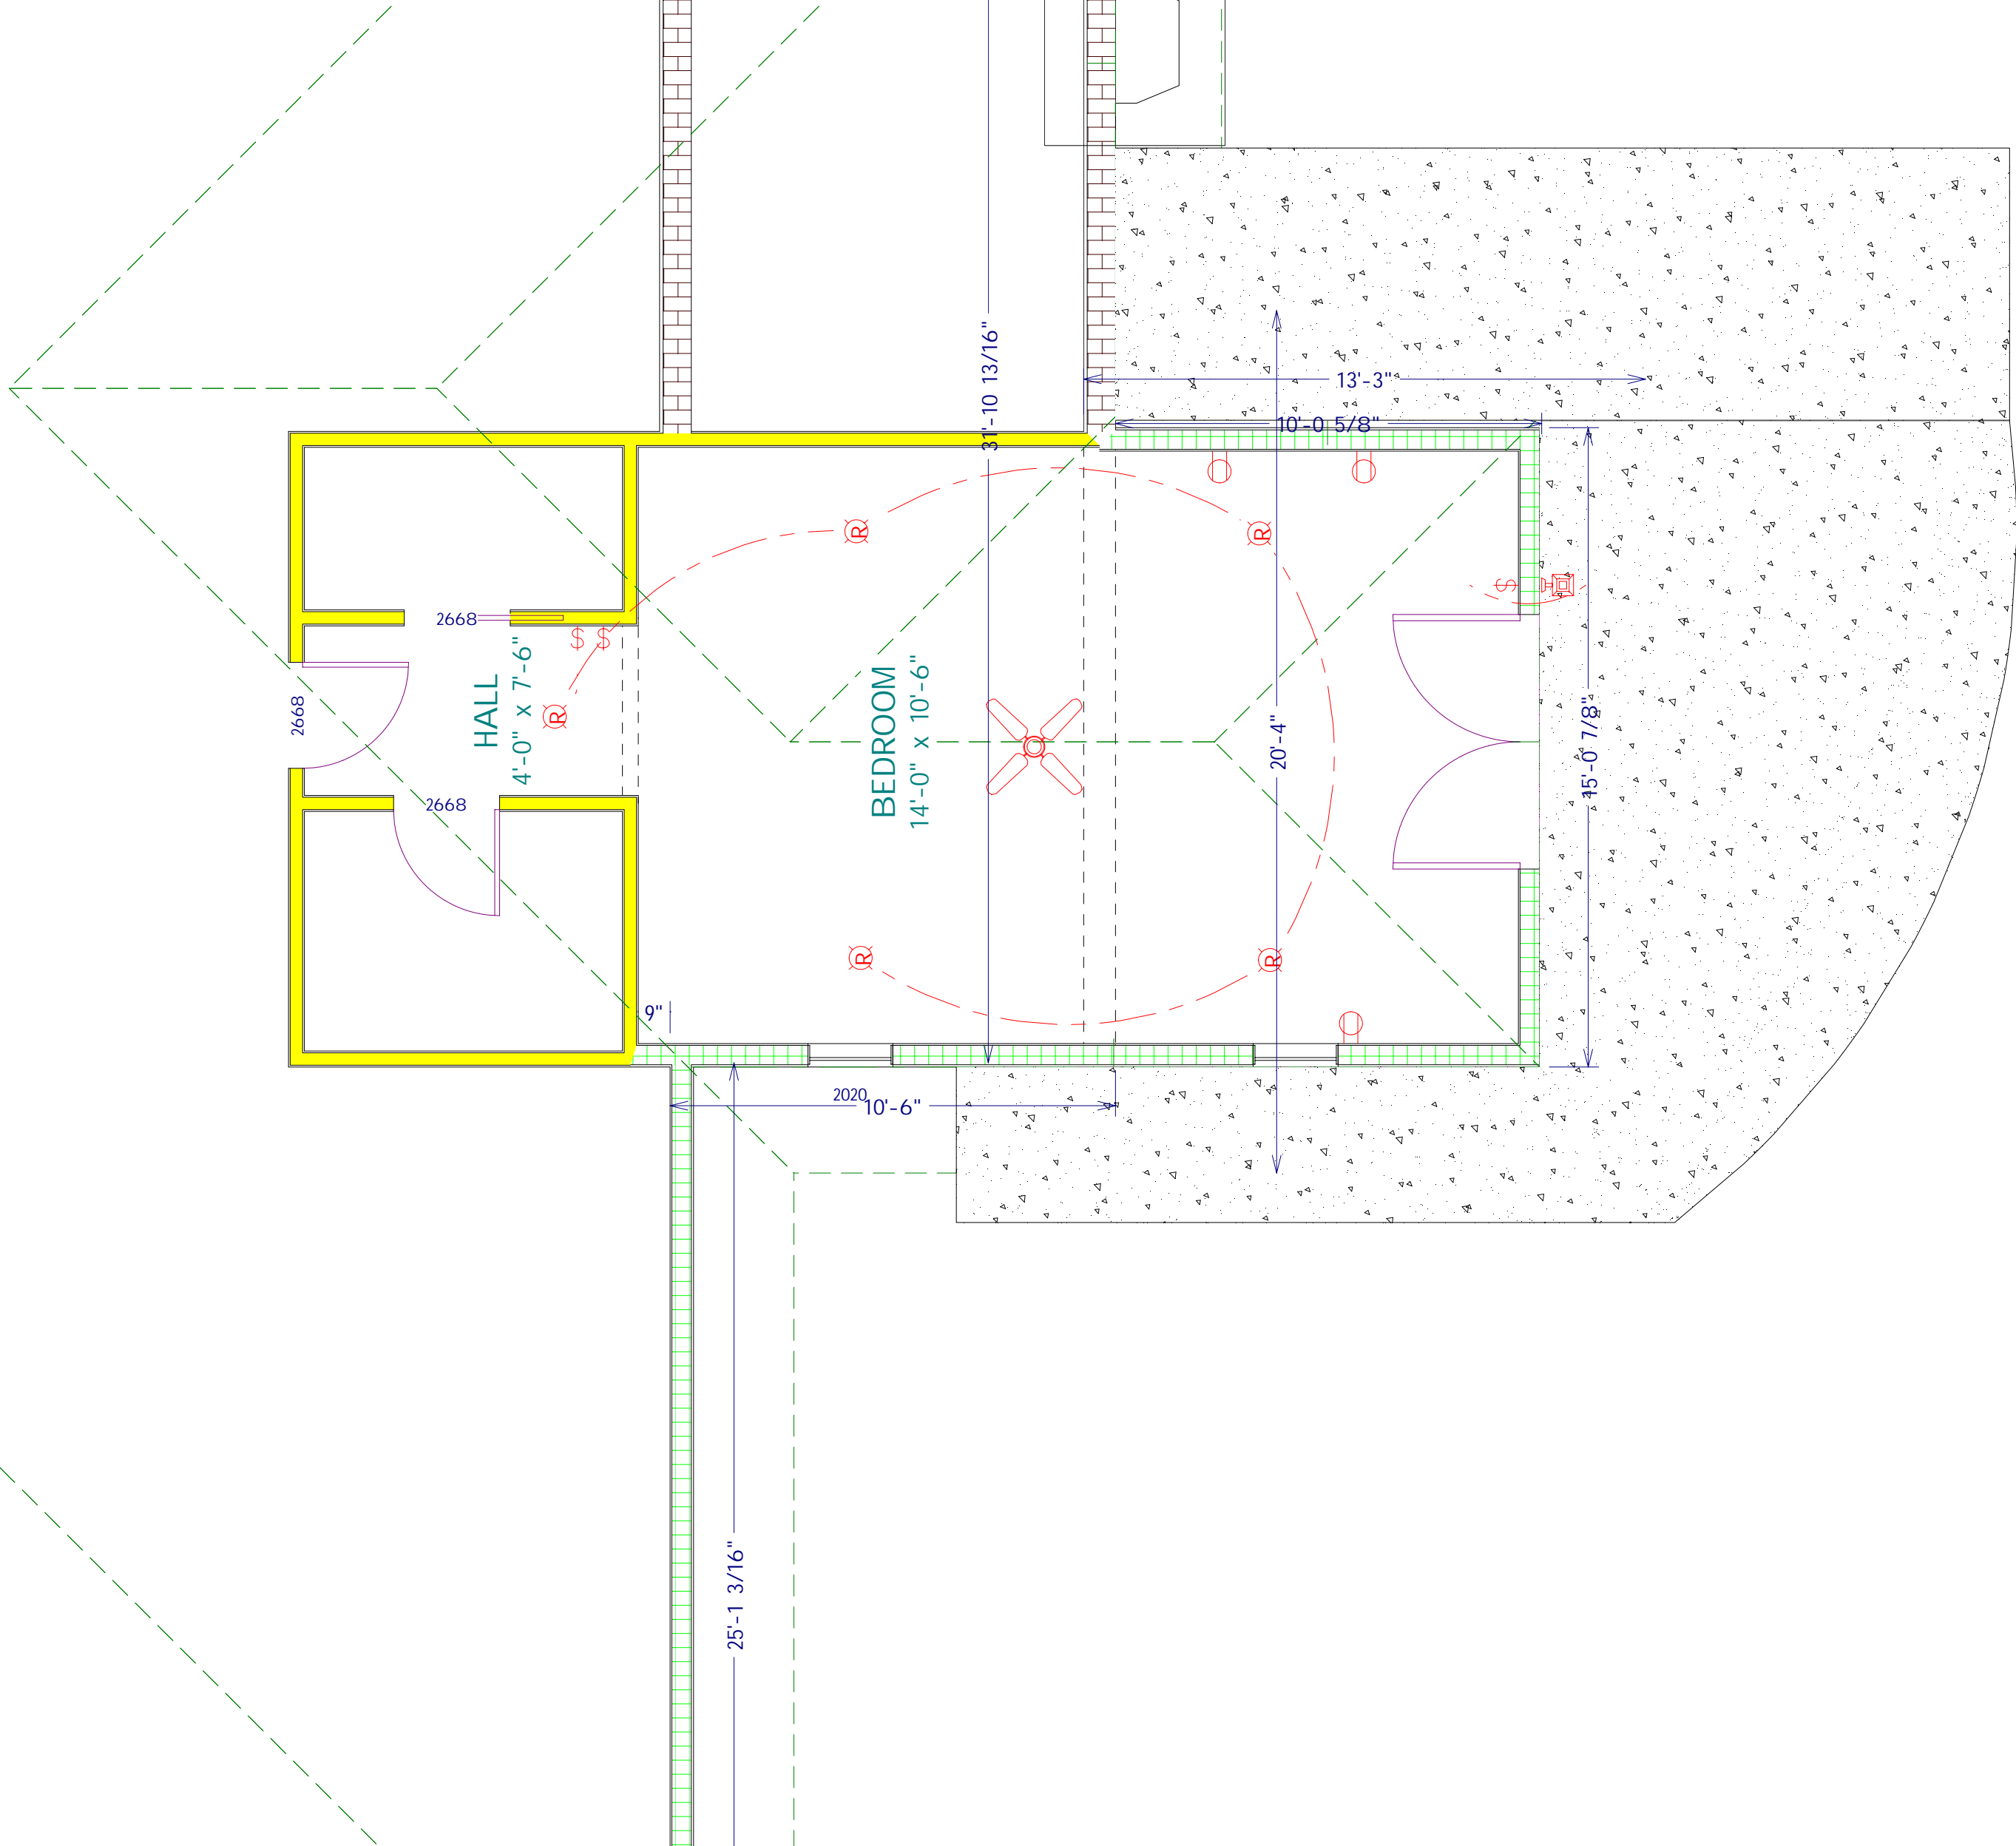 31'-10 13/16"
13'-3"
10'-0 5/8"
R
R
$
2668
$ $
HALL
4'-0" x 7'-6"
2668
R
BEDROOM
14'-0" x 10'-6"
20'-4"
15'-0 7/8"
2668
R
R
9"
2020
10'-6"
25'-1 3/16"